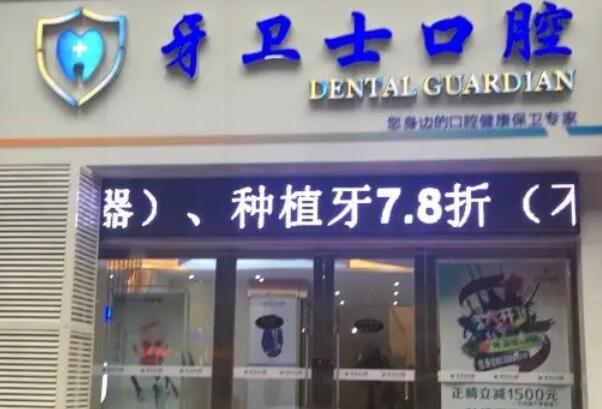 牙卫士口腔
DENTAL GUARDIAN
您身边的口腔健康保卫专家
器）、种植牙7.8折（不
正畸立减1500元